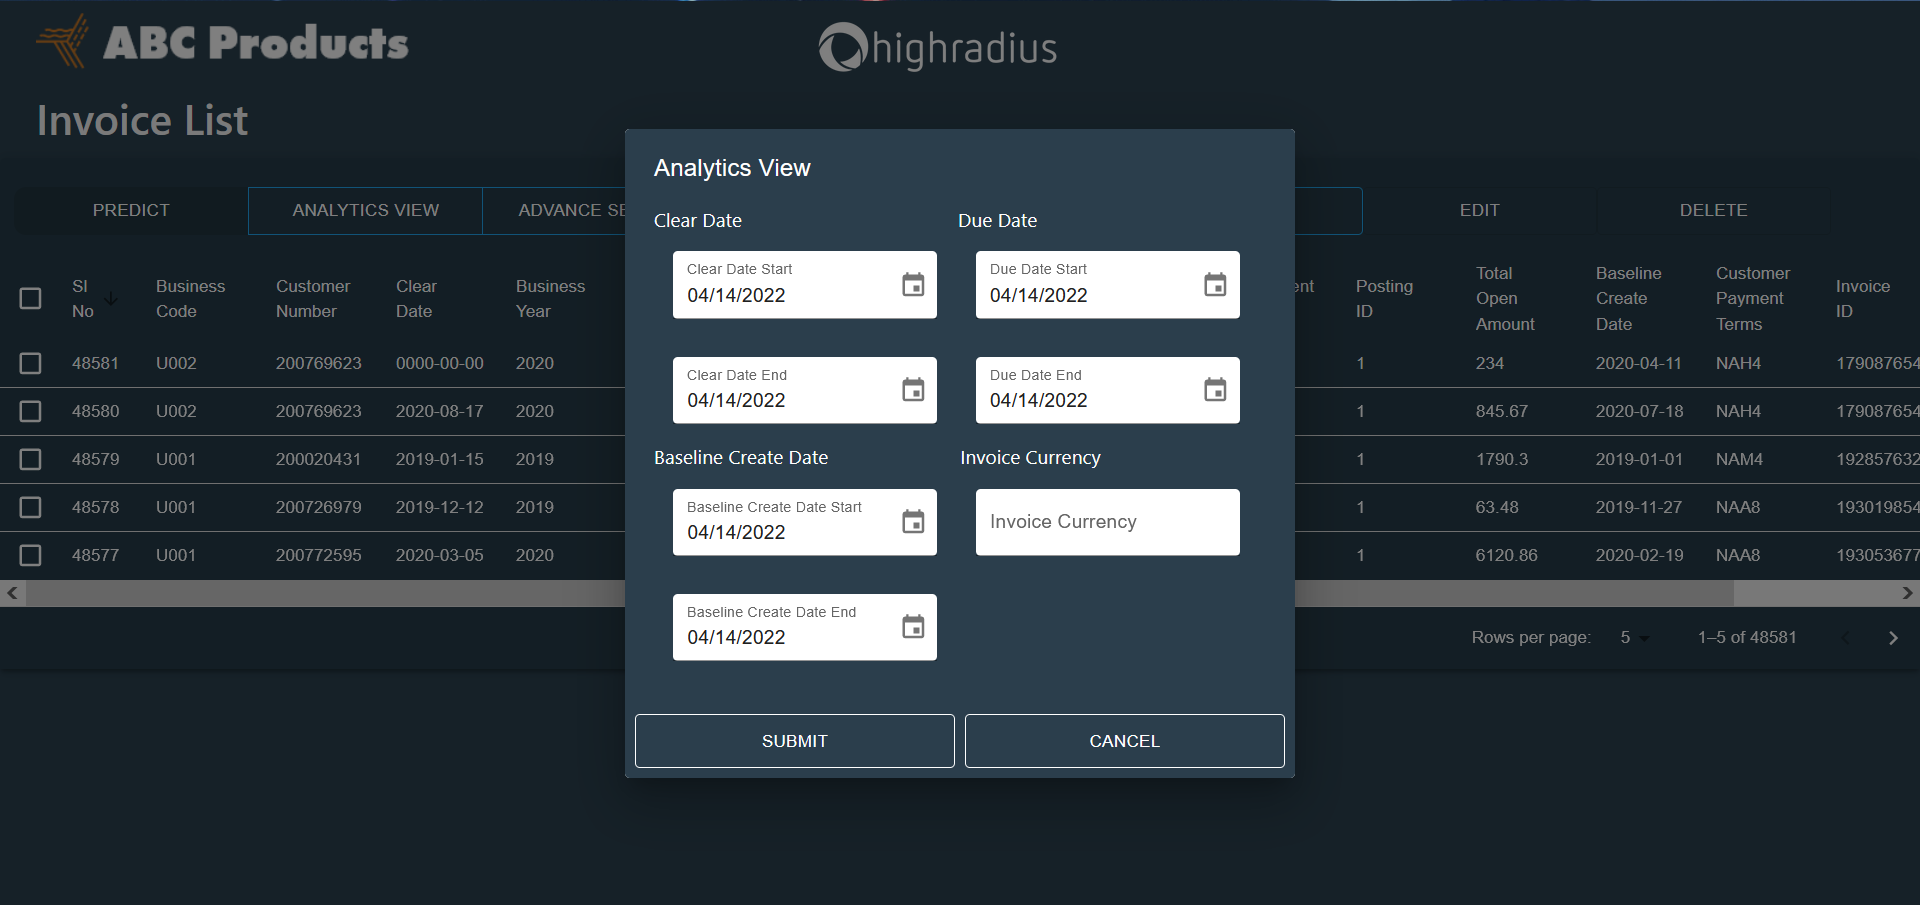 ABC Products
highradius
Invoice List
PREDICT
ANALYTICS VIEW
ADVANCE SE
EDIT
DELETE
Analytics View
Clear Date
Due Date
Clear Date Start
04/14/2022
Due Date Start
04/14/2022
Clear Date End
04/14/2022
Due Date End
04/14/2022
Baseline Create Date
Invoice Currency
Baseline Create Date Start
04/14/2022
Invoice Currency
Baseline Create Date End
04/14/2022
SUBMIT
CANCEL
Sl No
Business Code
Customer Number
Clear Date
Business Year
ent
Posting ID
Total Open Amount
Baseline Create Date
Customer Payment Terms
Invoice ID
48581 U002 200769623 0000-00-00 2020 1 234 2020-04-11 NAH4 179087654
48580 U002 200769623 2020-08-17 2020 1 845.67 2020-07-18 NAH4 179087654
48579 U001 200020431 2019-01-15 2019 1 1790.3 2019-01-01 NAM4 192857632
48578 U001 200726979 2019-12-12 2019 1 63.48 2019-11-27 NAA8 193019854
48577 U001 200772595 2020-03-05 2020 1 6120.86 2020-02-19 NAA8 193053677
Rows per page: 5 1–5 of 48581